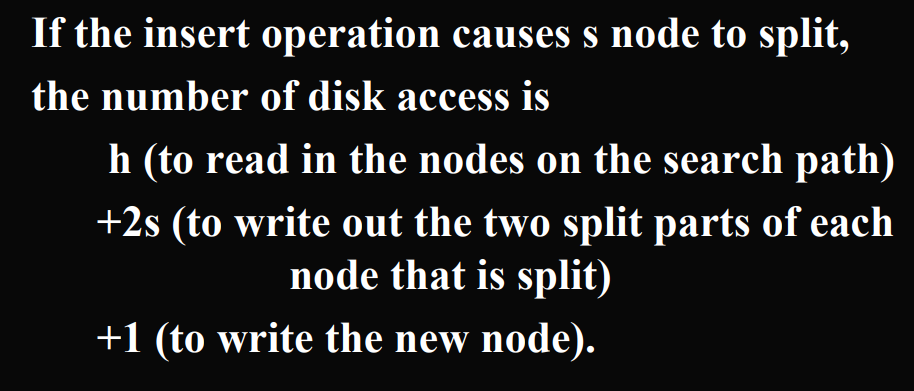 If the insert operation causes s node to split,
the number of disk access is
h (to read in the nodes on the search path)
+2s (to write out the two split parts of each
node that is split)
+1 (to write the new node).